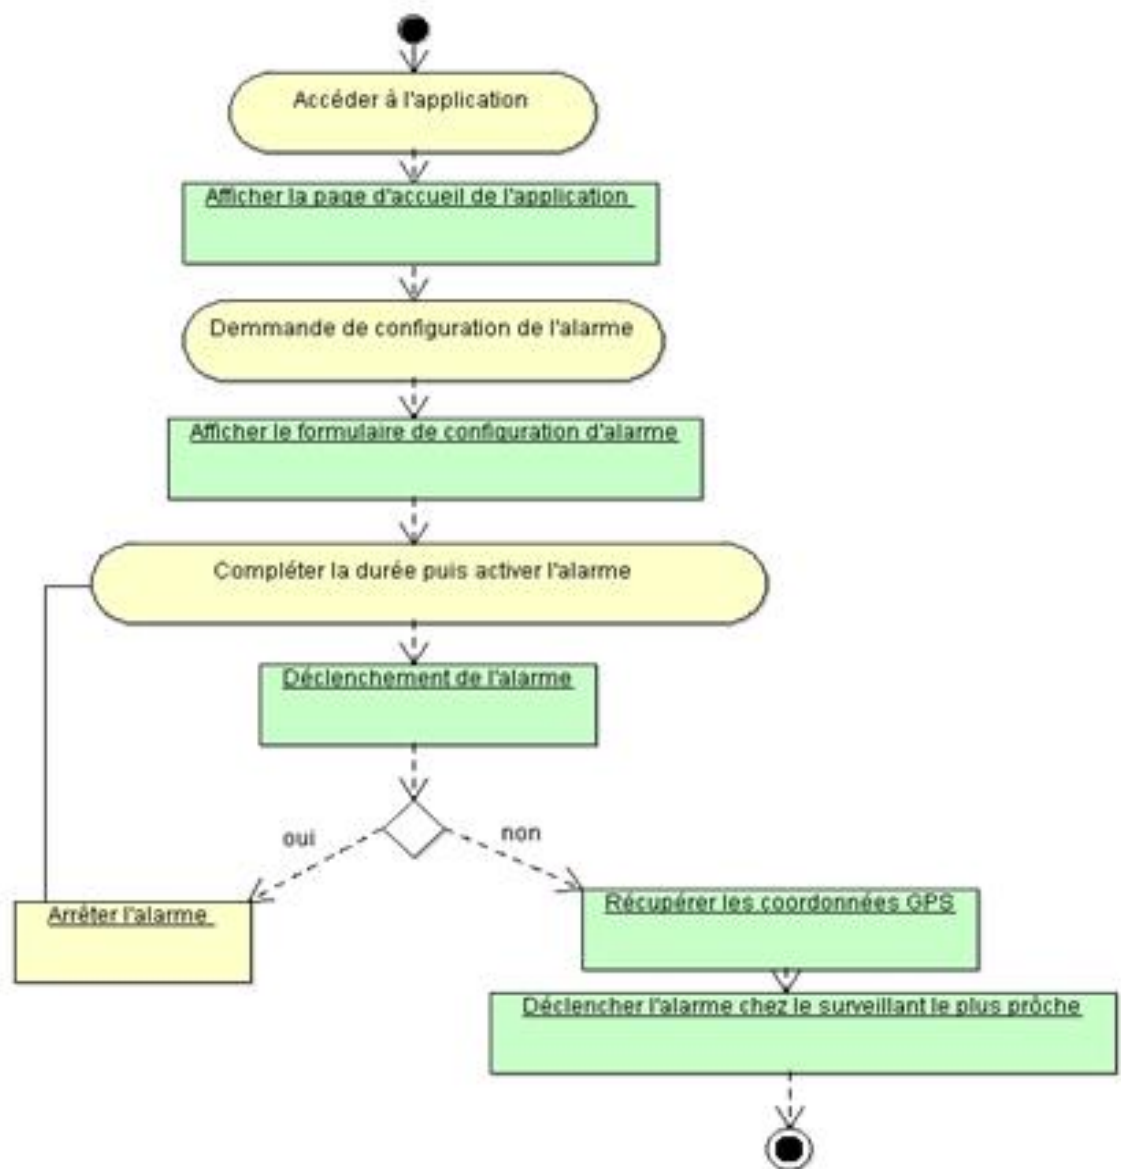 Accéder à l'application
Afficher la page d'accueil de l'application
Demmande de configuration de l'alarme
Afficher le formulaire de configuration d'alarme
Compléter la durée puis activer l'alarme
Déclenchement de l'alarme
oui
non
Arrêter l'alarme
Récupérer les coordonnées GPS
Déclencher l'alarme chez le surveillant le plus prôche